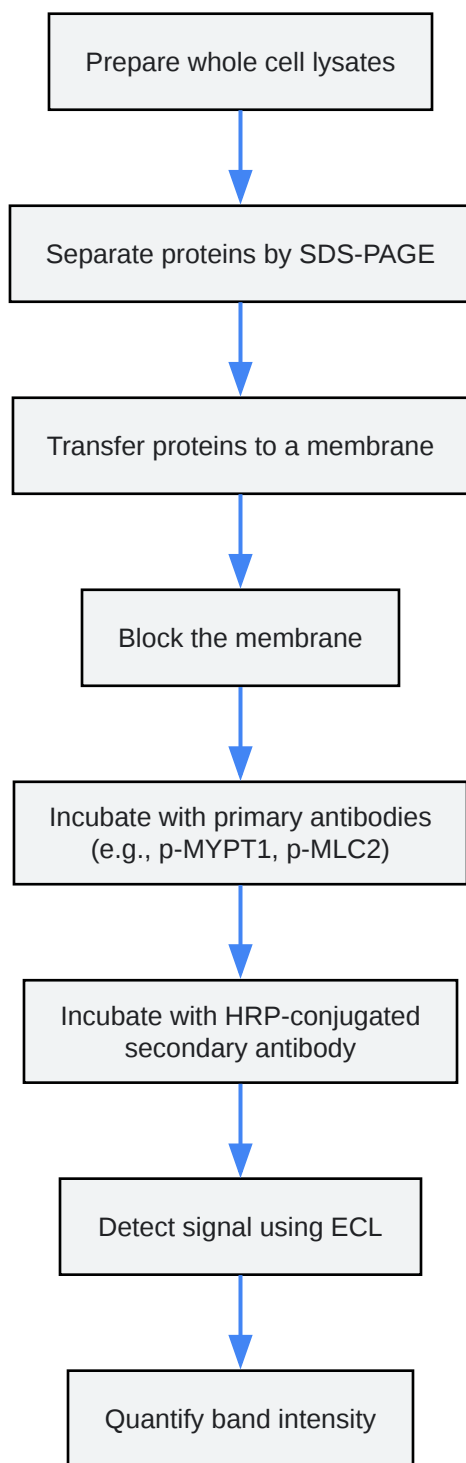 Prepare whole cell lysates
Separate proteins by SDS-PAGE
Transfer proteins to a membrane
Block the membrane
Incubate with primary antibodies
(e.g., p-MYPT1, p-MLC2)
Incubate with HRP-conjugated
secondary antibody
Detect signal using ECL
Quantify band intensity